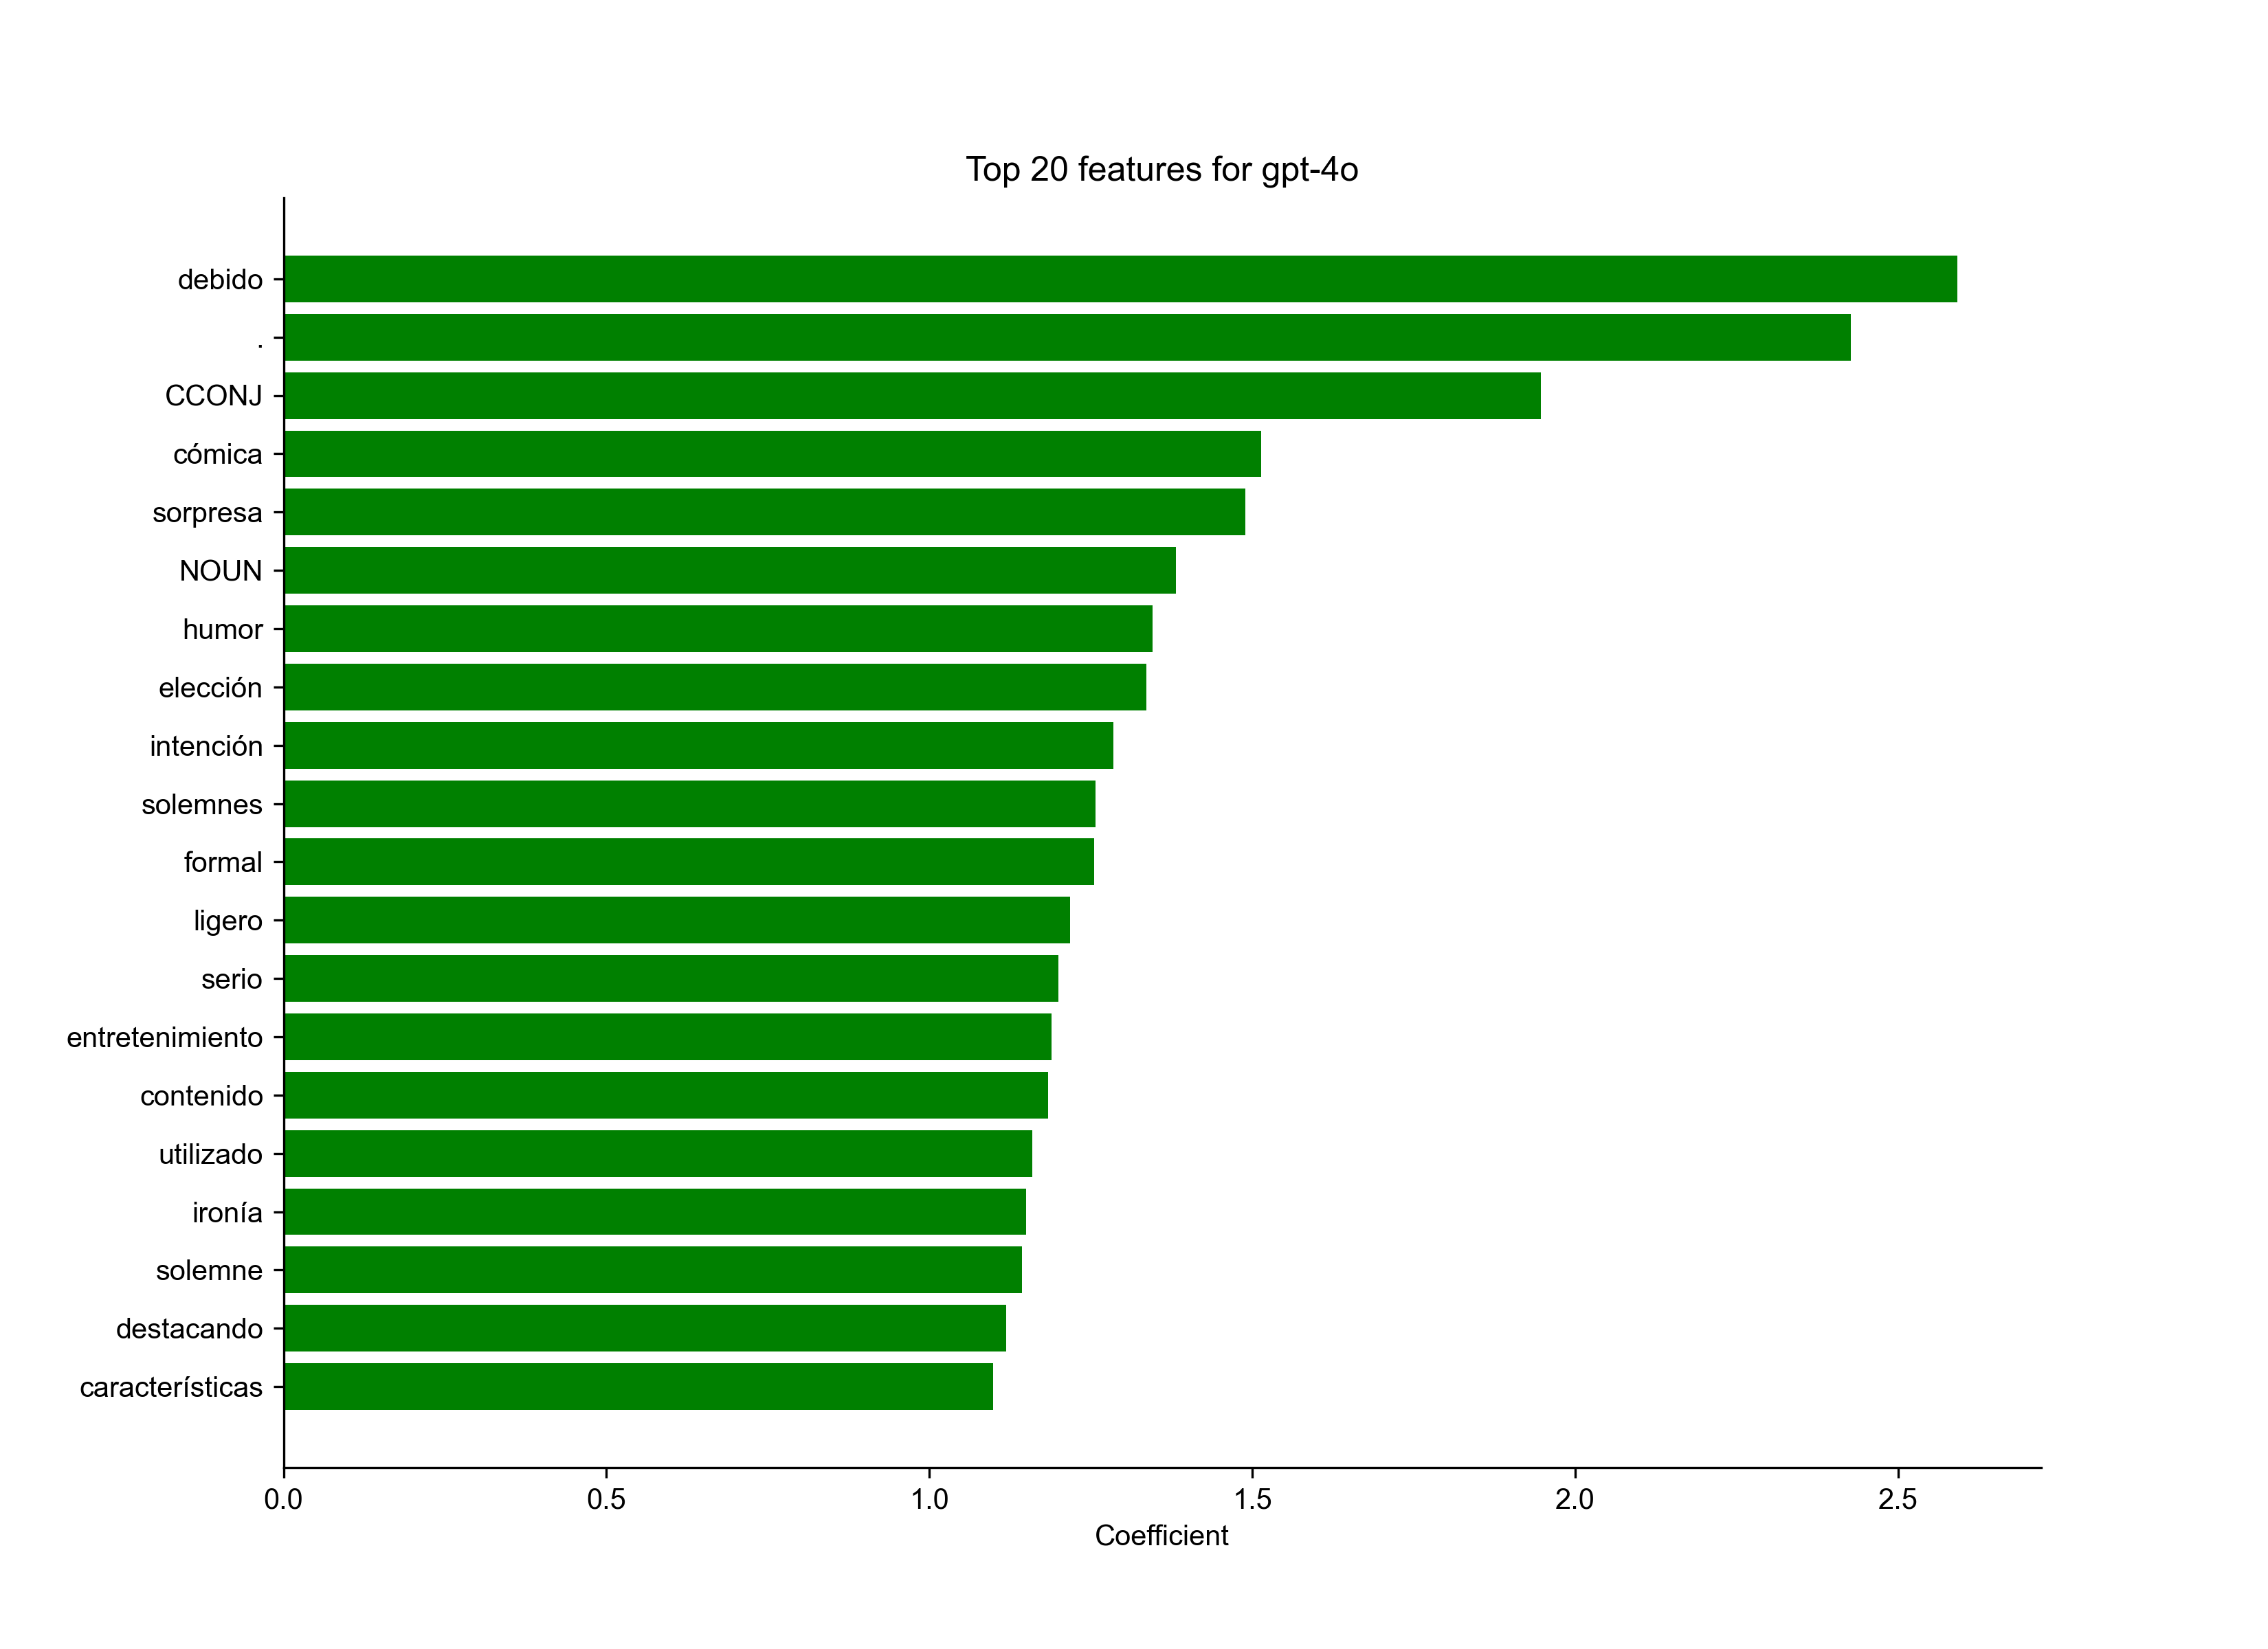 Top 20 features for gpt-4o
debido
.
CCONJ
cómica
sorpresa
NOUN
humor
elección
intención
solemnes
formal
ligero
serio
entretenimiento
contenido
utilizado
ironía
solemne
destacando
características
0.0 0.5 1.0 1.5 2.0 2.5
Coefficient